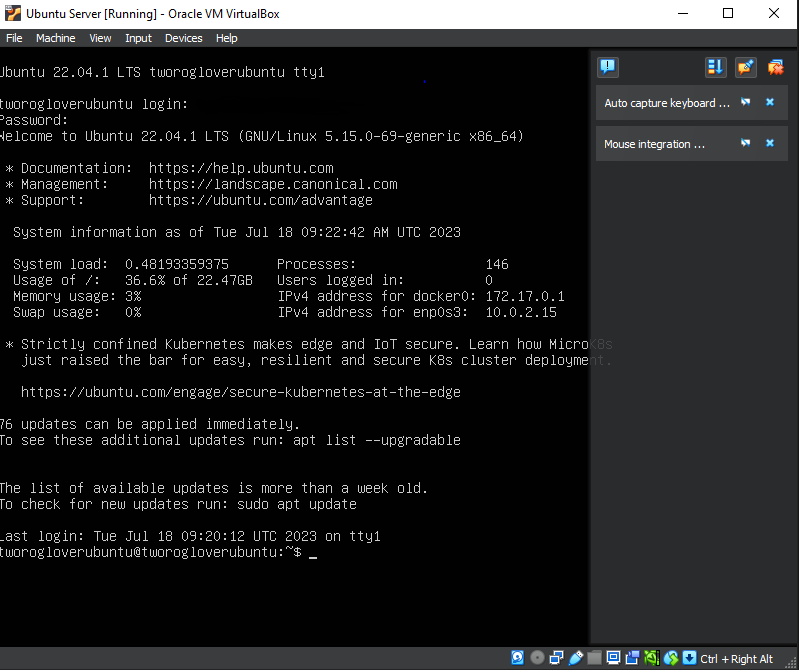 Ubuntu Server [Running] - Oracle VM VirtualBox
File Machine View Input Devices Help
Ubuntu 22.04.1 LTS tworogloverubuntu tty1
tworogloverubuntu login:
Password:
Welcome to Ubuntu 22.04.1 LTS (GNU/Linux 5.15.0-69-generic x86_64)
* Documentation: https://help.ubuntu.com
* Management: https://landscape.canonical.com
* Support: https://ubuntu.com/advantage
System information as of Tue Jul 18 09:22:42 AM UTC 2023
System load: 0.48193359375 Processes: 146
Usage of /: 36.6% of 22.47GB Users logged in: 0
Memory usage: 3% IPv4 address for docker0: 172.17.0.1
Swap usage: 0% IPv4 address for enp0s3: 10.0.2.15
* Strictly confined Kubernetes makes edge and IoT secure. Learn how MicroK8s
just raised the bar for easy, resilient and secure K8s cluster deployment.
https://ubuntu.com/engage/secure-kubernetes-at-the-edge
76 updates can be applied immediately.
To see these additional updates run: apt list --upgradable
The list of available updates is more than a week old.
To check for new updates run: sudo apt update
Last login: Tue Jul 18 09:20:12 UTC 2023 on tty1
tworogloverubuntu@tworogloverubuntu:~$ _
Auto capture keyboard ...
Mouse integration ...
Ctrl + Right Alt